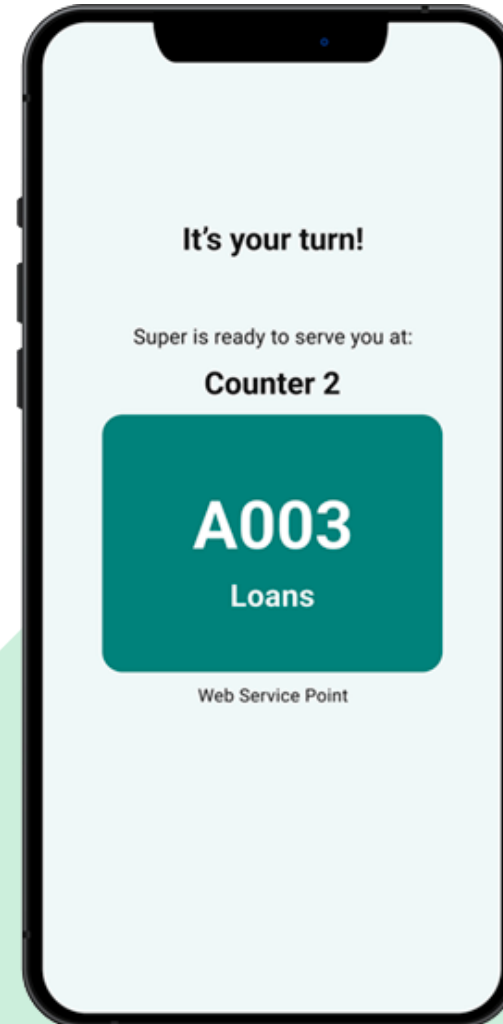 It’s your turn!
Super is ready to serve you at:
Counter 2
A003
Loans
Web Service Point